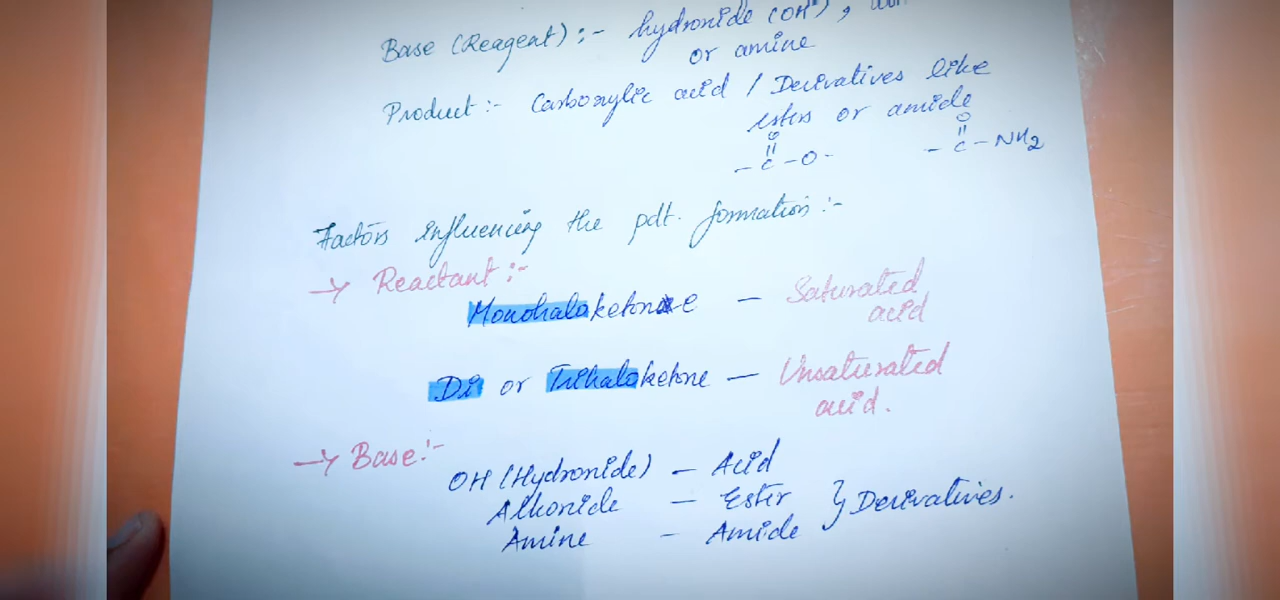 Base (Reagent) :- hydroxide (OH⁻),
or amine
Product :- Carboxylic acid / Derivatives like
esters or amide
O O
|| ||
- C - O - - C - NH2
Factors influencing the pdt. formation :-
→ Reactant :-
Monohaloketone - Saturated
acid
Di or Trihaloketone - Unsaturated
acid.
→ Base :-
OH (Hydroxide) - Acid
Alkoxide - Ester } Derivatives.
Amine - Amide